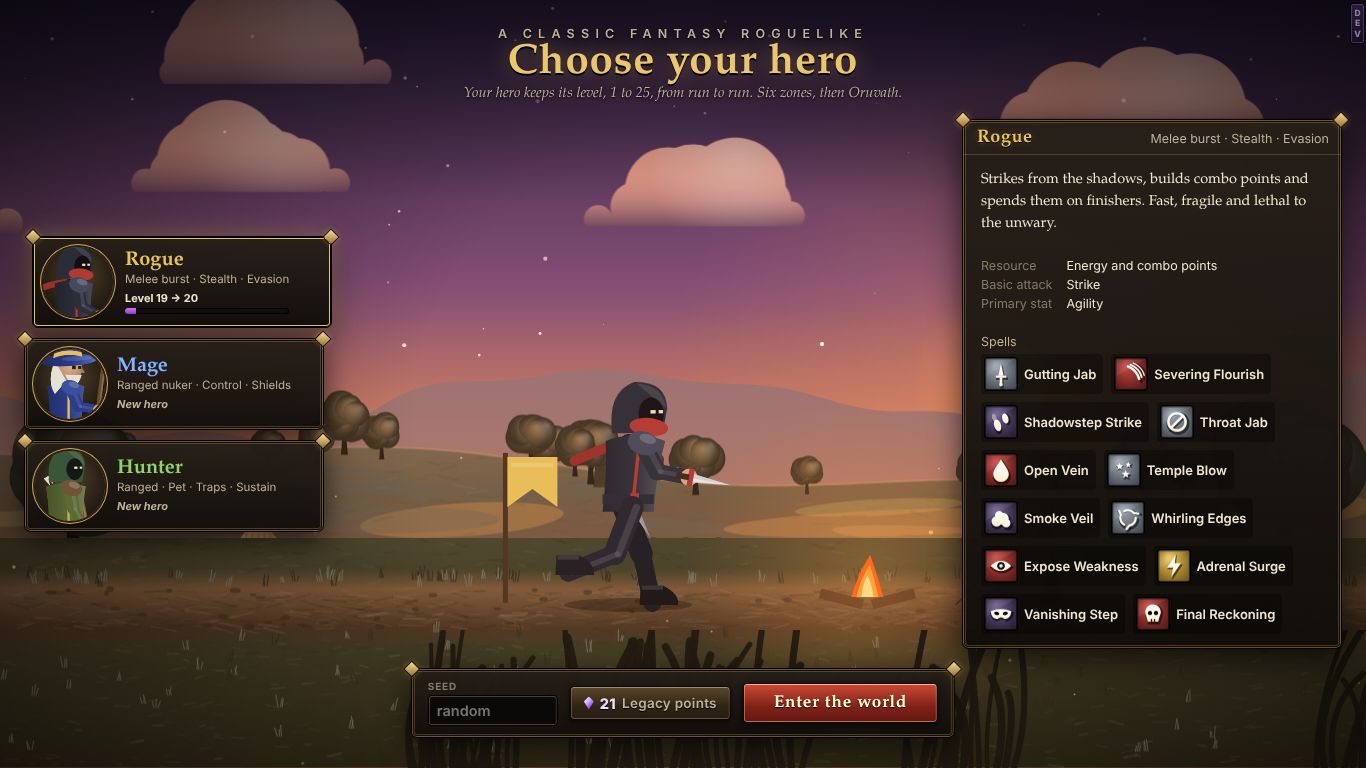 A CLASSIC FANTASY ROGUELIKE
Choose your hero
Your hero keeps its level, 1 to 25, from run to run. Six zones, then Oruvath.
DEV
Rogue
Melee burst · Stealth · Evasion
Level 19 → 20
Mage
Ranged nuker · Control · Shields
New hero
Hunter
Ranged · Pet · Traps · Sustain
New hero
Rogue
Melee burst · Stealth · Evasion
Strikes from the shadows, builds combo points and
spends them on finishers. Fast, fragile and lethal to
the unwary.
Resource Energy and combo points
Basic attack Strike
Primary stat Agility
Spells
Gutting Jab Severing Flourish
Shadowstep Strike Throat Jab
Open Vein Temple Blow
Smoke Veil Whirling Edges
Expose Weakness Adrenal Surge
Vanishing Step Final Reckoning
SEED
random
21 Legacy points
Enter the world